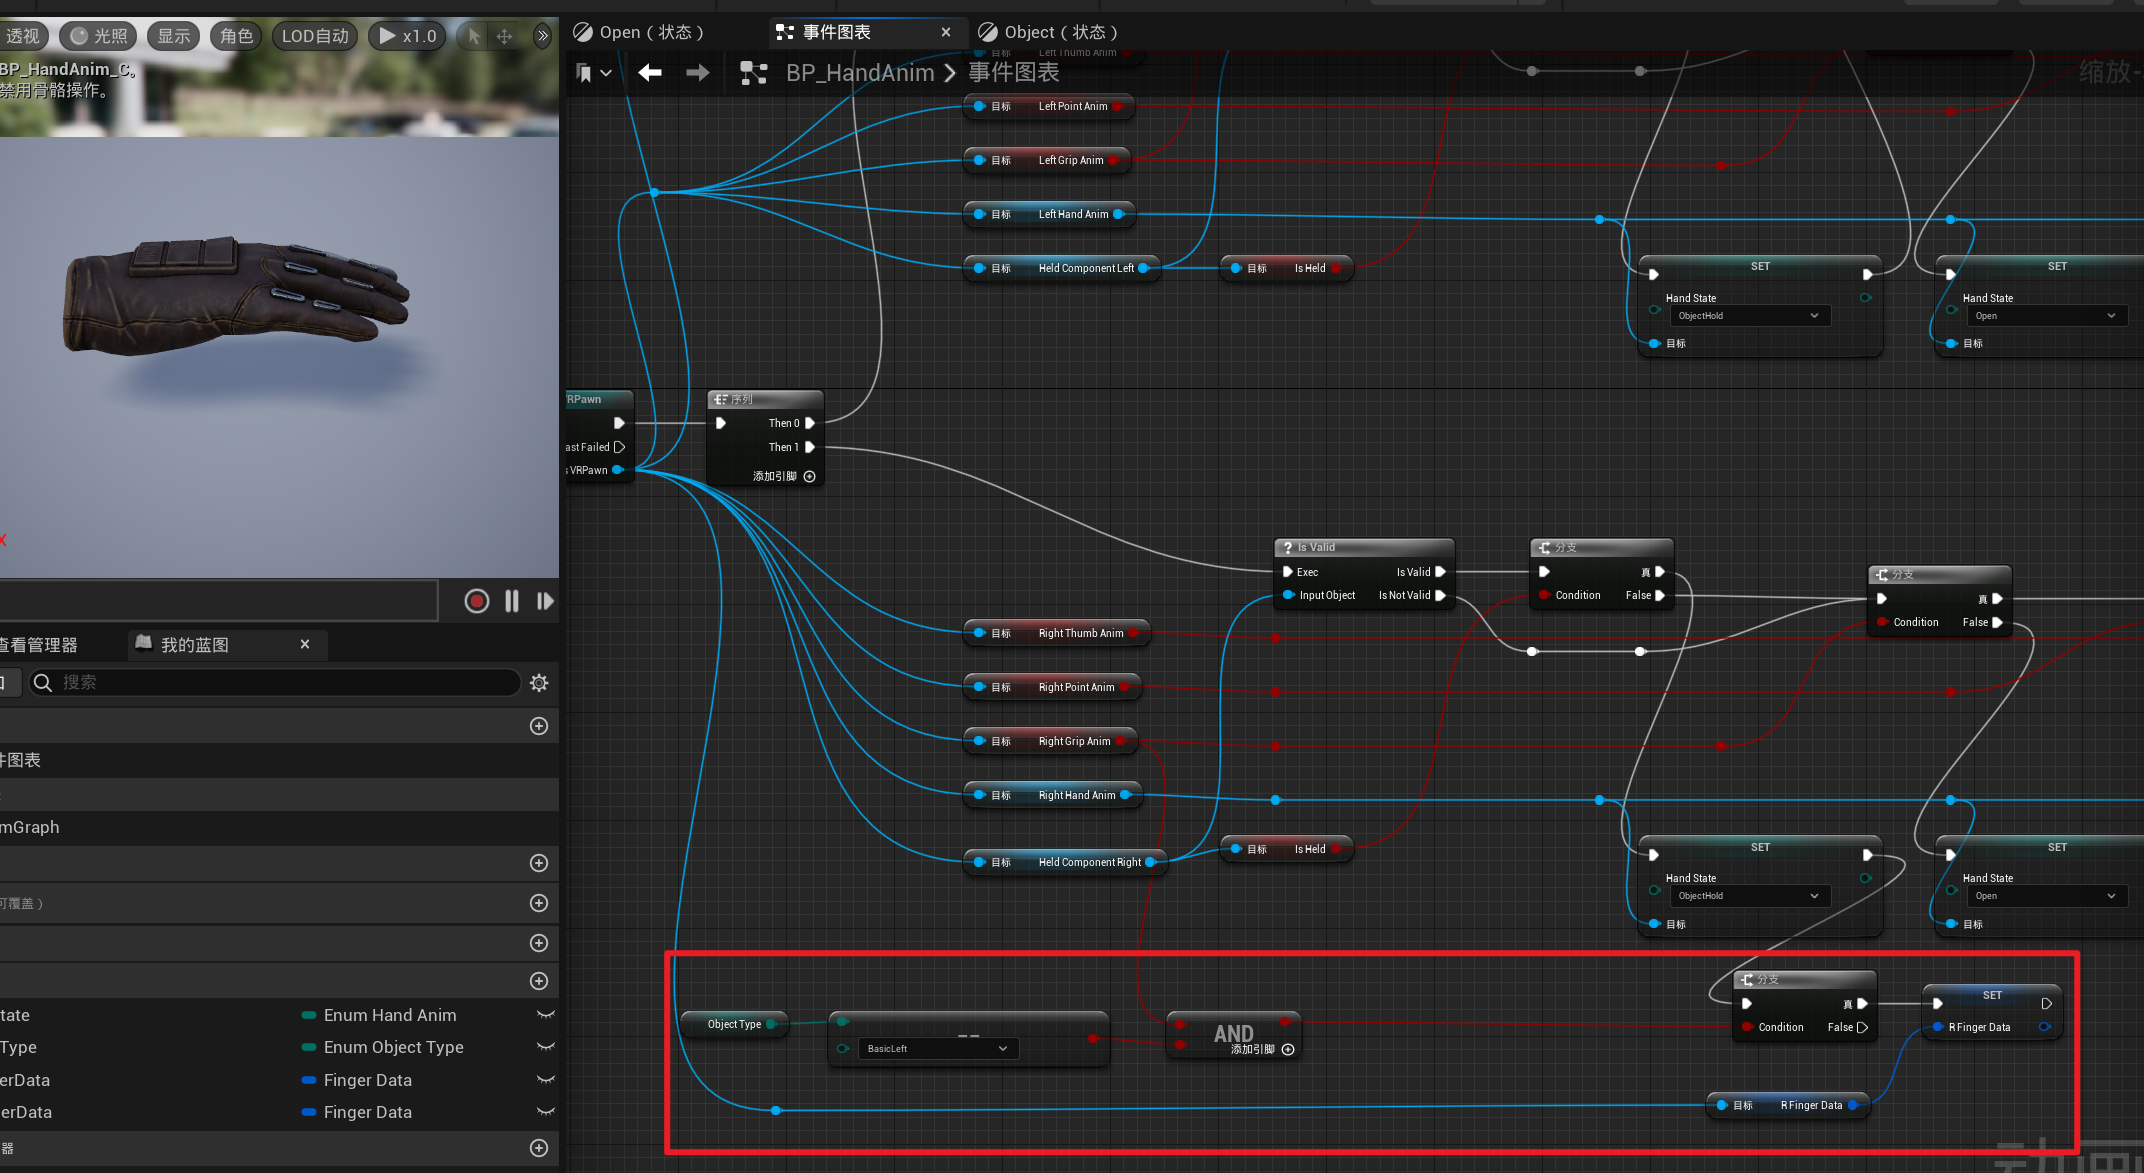 透视
光照
显示
角色
LOD自动
x1.0
BP_HandAnim_C。
禁用骨骼操作。
X
查看管理器
我的蓝图
搜索
件图表
mGraph
可覆盖）
tate
Enum Hand Anim
Type
Enum Object Type
erData
Finger Data
erData
Finger Data
器
Open（状态）
事件图表
Object（状态）
BP_HandAnim
事件图表
缩放-
目标 Left Thumb Anim
目标 Left Point Anim
目标 Left Grip Anim
目标 Left Hand Anim
目标 Held Component Left
目标 Is Held
SET
Hand State
ObjectHold
目标
SET
Hand State
Open
目标
VRPawn
ast Failed
s VRPawn
序列
Then 0
Then 1
添加引脚
Is Valid
Exec
Is Valid
Input Object
Is Not Valid
分支
真
Condition
False
分支
真
Condition
False
目标 Right Thumb Anim
目标 Right Point Anim
目标 Right Grip Anim
目标 Right Hand Anim
目标 Held Component Right
目标 Is Held
SET
Hand State
ObjectHold
目标
SET
Hand State
Open
目标
Object Type
==
BasicLeft
AND
添加引脚
分支
真
Condition
False
SET
R Finger Data
目标 R Finger Data